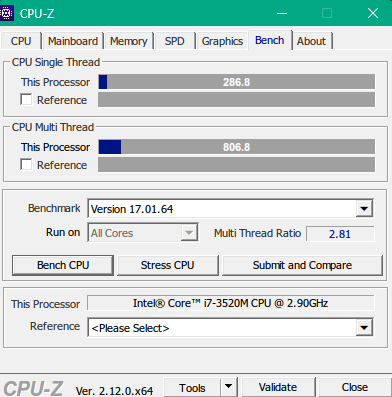 CPU-Z
CPU Mainboard Memory SPD Graphics Bench About
CPU Single Thread
This Processor 286.8
Reference
CPU Multi Thread
This Processor 806.8
Reference
Benchmark Version 17.01.64
Run on All Cores Multi Thread Ratio 2.81
Bench CPU Stress CPU Submit and Compare
This Processor Intel® Core™ i7-3520M CPU @ 2.90GHz
Reference <Please Select>
CPU-Z Ver. 2.12.0.x64 Tools Validate Close